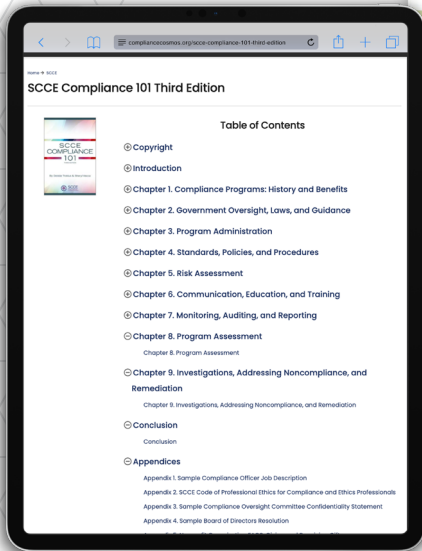 compliancecosmos.org/scce-compliance-101-third-edition
Home → SCCE
SCCE Compliance 101 Third Edition
SCCE
COMPLIANCE
101
Table of Contents
Copyright
Introduction
Chapter 1. Compliance Programs: History and Benefits
Chapter 2. Government Oversight, Laws, and Guidance
Chapter 3. Program Administration
Chapter 4. Standards, Policies, and Procedures
Chapter 5. Risk Assessment
Chapter 6. Communication, Education, and Training
Chapter 7. Monitoring, Auditing, and Reporting
Chapter 8. Program Assessment
Chapter 8. Program Assessment
Chapter 9. Investigations, Addressing Noncompliance, and
Remediation
Chapter 9. Investigations, Addressing Noncompliance, and Remediation
Conclusion
Conclusion
Appendices
Appendix 1. Sample Compliance Officer Job Description
Appendix 2. SCCE Code of Professional Ethics for Compliance and Ethics Professionals
Appendix 3. Sample Compliance Oversight Committee Confidentiality Statement
Appendix 4. Sample Board of Directors Resolution